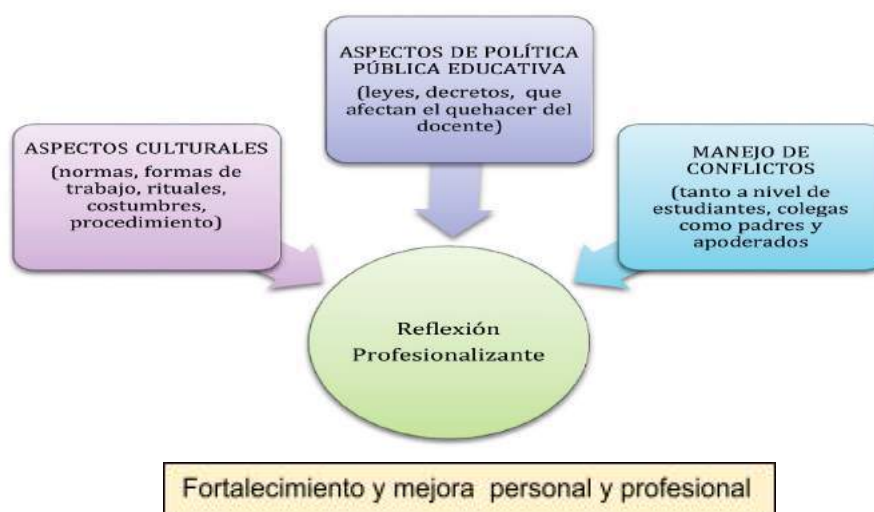 ASPECTOS DE POLÍTICA
PÚBLICA EDUCATIVA
(leyes, decretos, que
afectan el quehacer del
docente)
ASPECTOS CULTURALES
(normas, formas de
trabajo, rituales,
costumbres,
procedimiento)
MANEJO DE
CONFLICTOS
(tanto a nivel de
estudiantes, colegas
como padres y
apoderados
Reflexión
Profesionalizante
Fortalecimiento y mejora personal y profesional